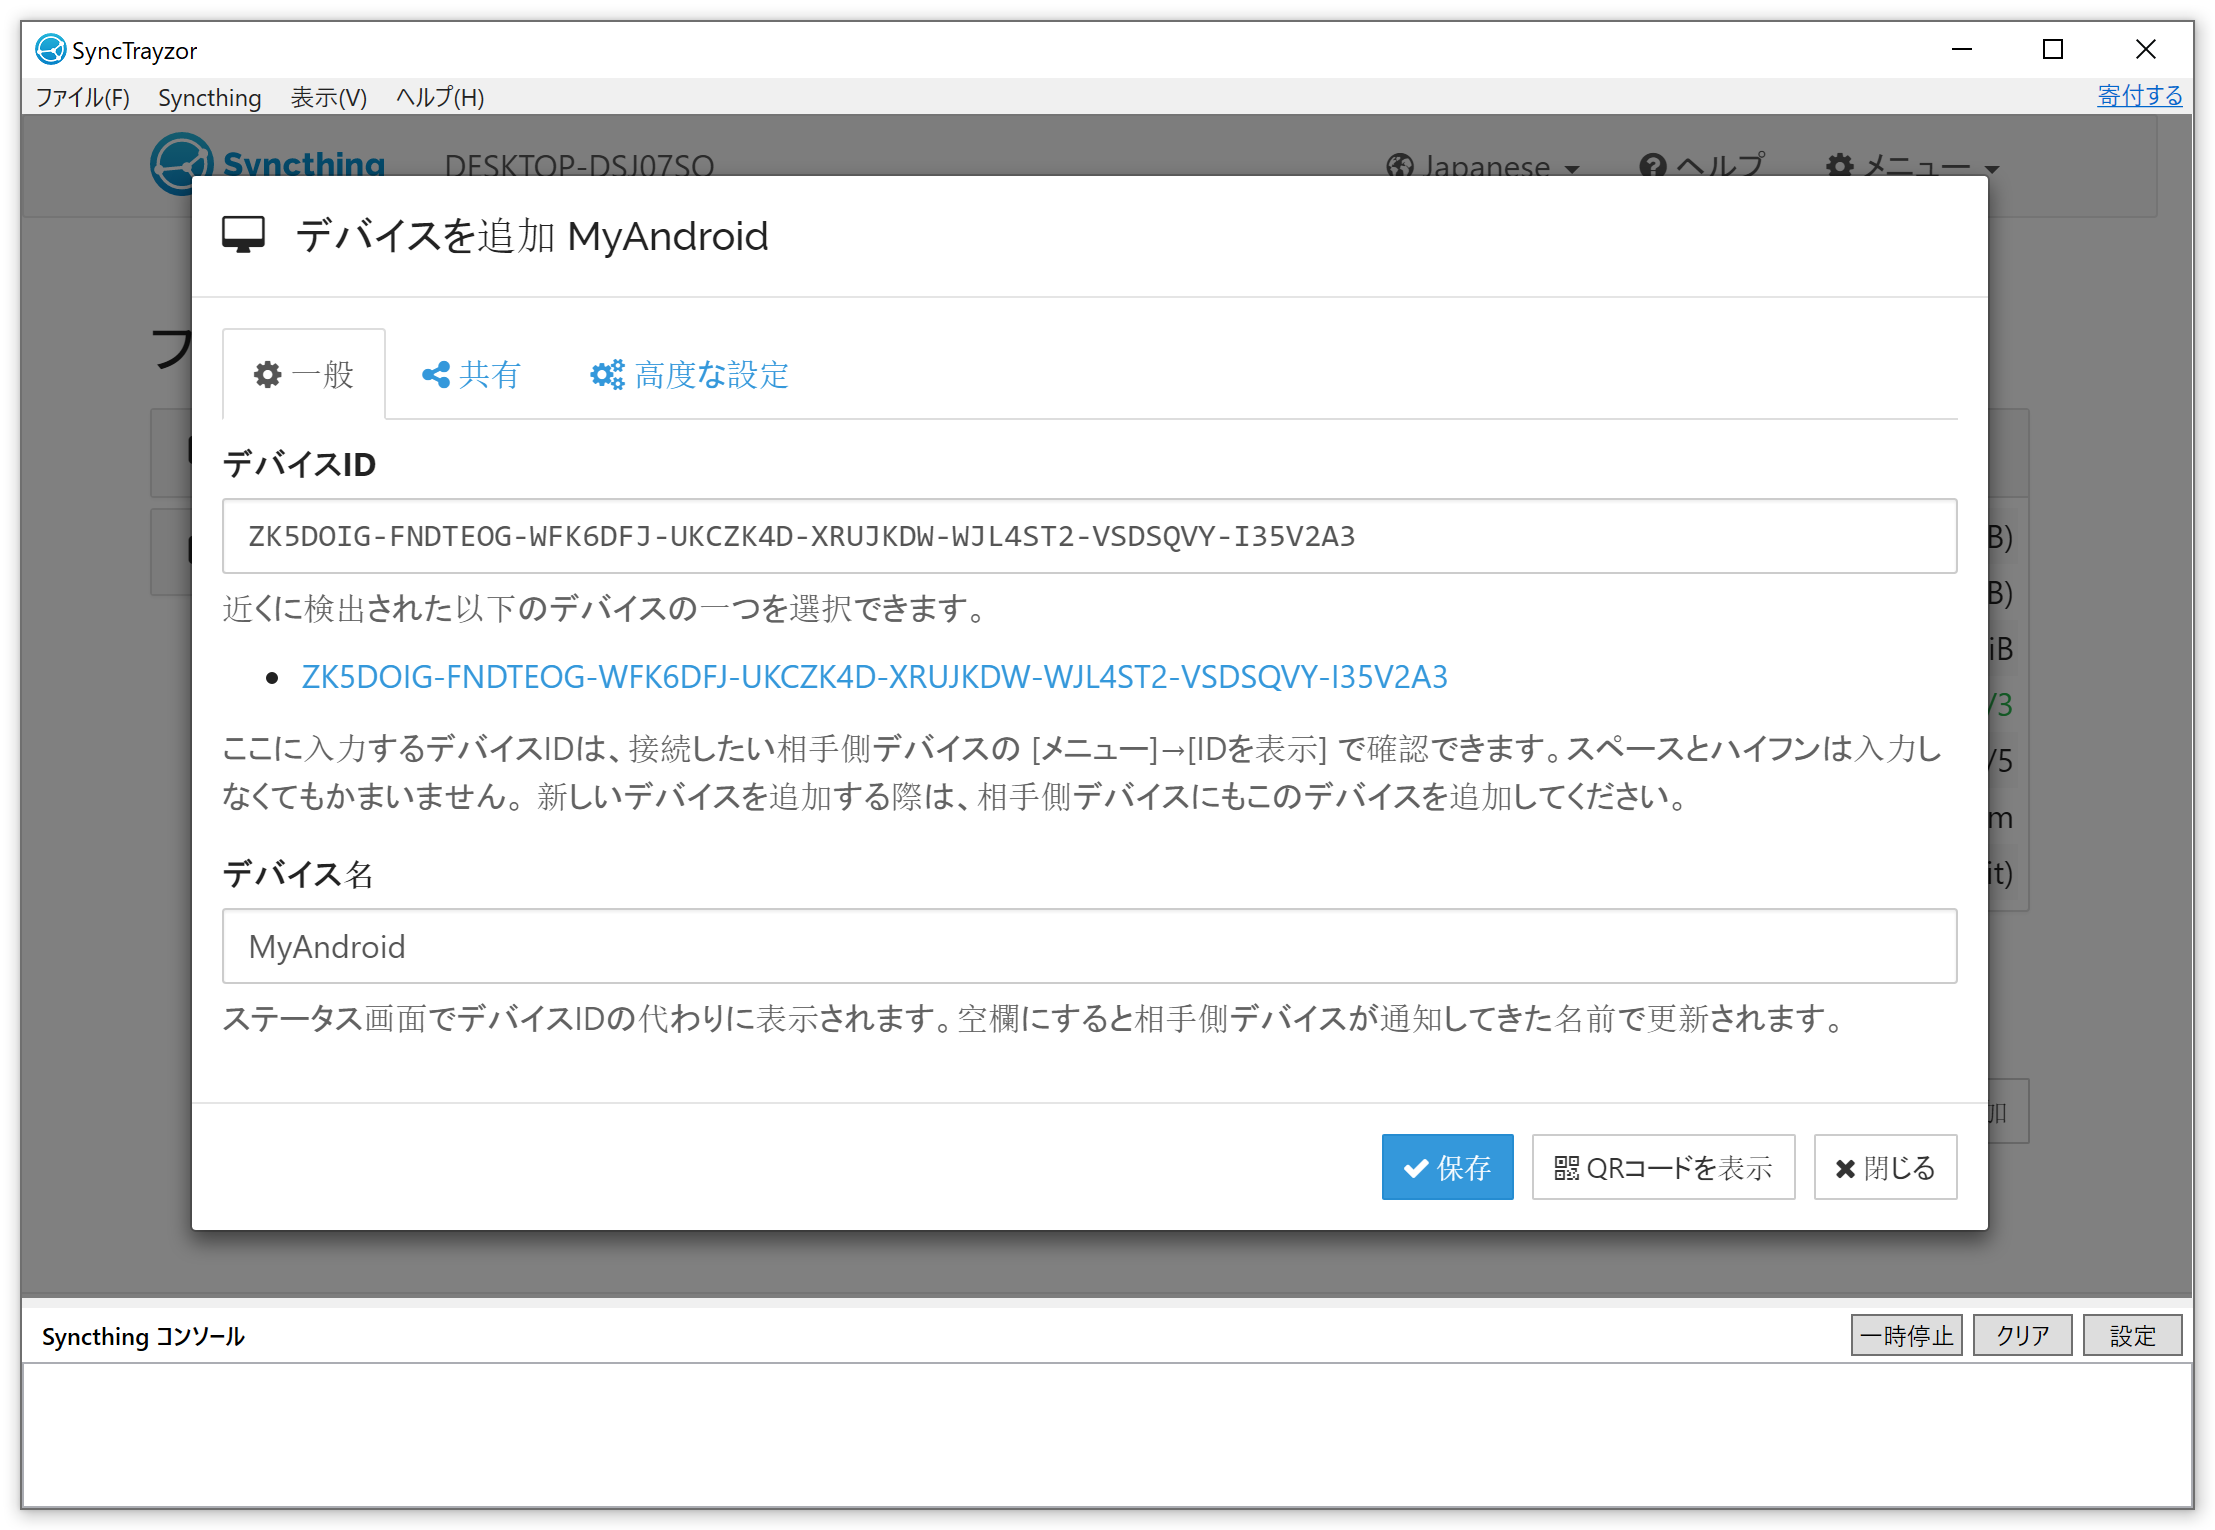 SyncTrayzor
ファイル(F) Syncthing 表示(V) ヘルプ(H) 寄付する
Syncthing DESKTOP-DSJ07SO Japanese ヘルプ メニュー
デバイスを追加 MyAndroid
一般 共有 高度な設定
デバイスID
ZK5DOIG-FNDTEOG-WFK6DFJ-UKCZK4D-XRUJKDW-WJL4ST2-VSDSQVY-I35V2A3
近くに検出された以下のデバイスの一つを選択できます。
ZK5DOIG-FNDTEOG-WFK6DFJ-UKCZK4D-XRUJKDW-WJL4ST2-VSDSQVY-I35V2A3
ここに入力するデバイスIDは、接続したい相手側デバイスの [メニュー]→[IDを表示] で確認できます。スペースとハイフンは入力し
なくてもかまいません。 新しいデバイスを追加する際は、相手側デバイスにもこのデバイスを追加してください。
デバイス名
MyAndroid
ステータス画面でデバイスIDの代わりに表示されます。空欄にすると相手側デバイスが通知してきた名前で更新されます。
保存 QRコードを表示 閉じる
Syncthing コンソール 一時停止 クリア 設定